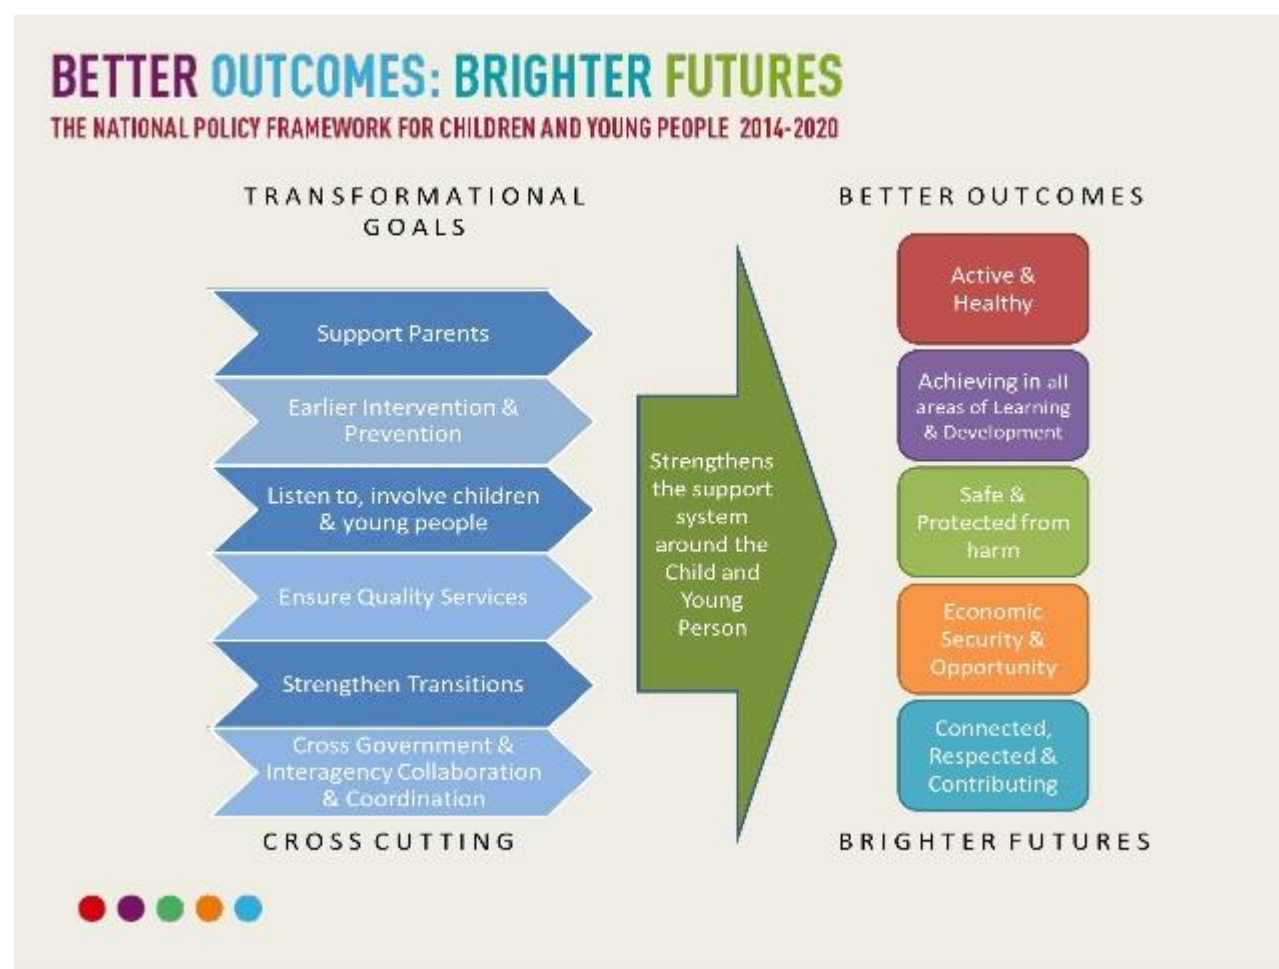 BETTER OUTCOMES: BRIGHTER FUTURES
THE NATIONAL POLICY FRAMEWORK FOR CHILDREN AND YOUNG PEOPLE 2014-2020
TRANSFORMATIONAL
GOALS
Support Parents
Earlier Intervention &
Prevention
Listen to, involve children
& young people
Ensure Quality Services
Strengthen Transitions
Cross Government &
Interagency Collaboration
& Coordination
CROSS CUTTING
Strengthens
the support
system
around the
Child and
Young
Person
BETTER OUTCOMES
Active &
Healthy
Achieving in all
areas of Learning
& Development
Safe &
Protected from
harm
Economic
Security &
Opportunity
Connected,
Respected &
Contributing
BRIGHTER FUTURES